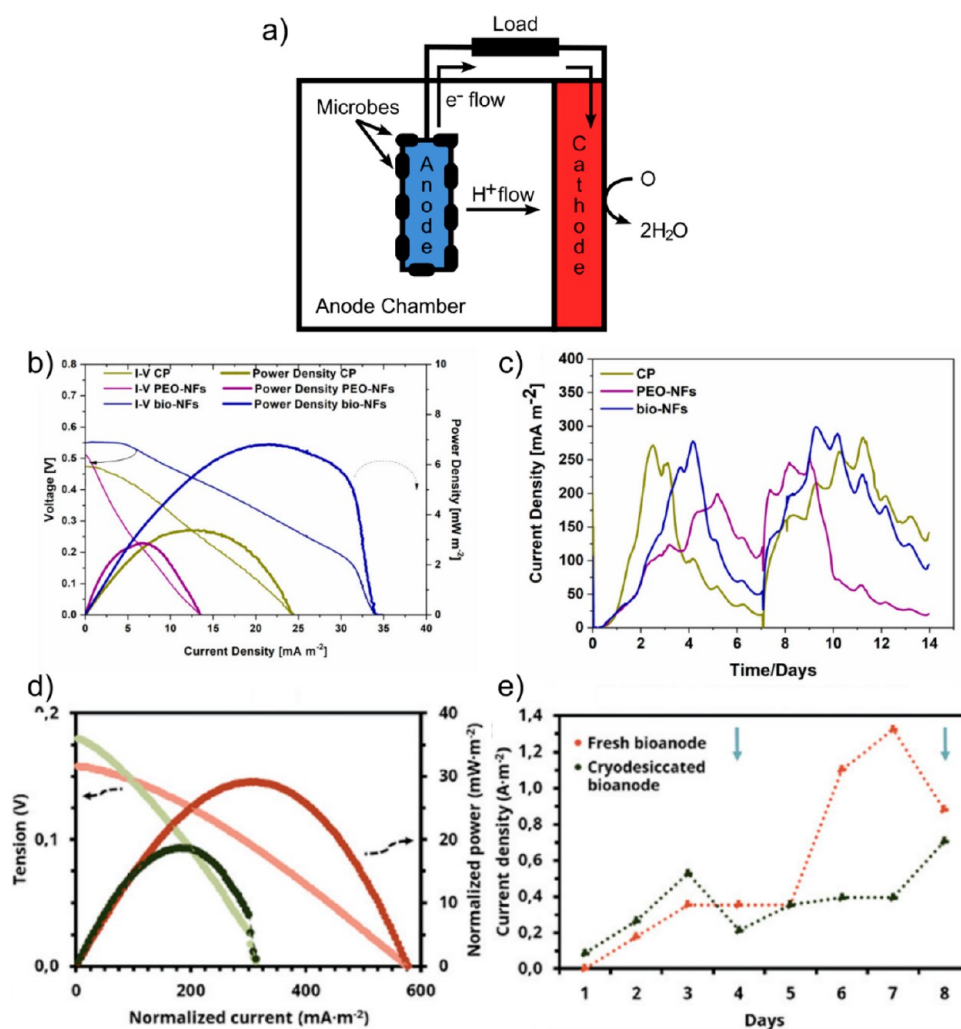 a)
Load
e⁻ flow
Microbes
Anode
Cathode
H⁺ flow
O
2H₂O
Anode Chamber
b)
I-V CP
I-V PEO-NFs
I-V bio-NFs
Power Density CP
Power Density PEO-NFs
Power Density bio-NFs
Voltage [V]
0.8
0.7
0.6
0.5
0.4
0.3
0.2
0.1
0.0
0 5 10 15 20 25 30 35 40
Current Density [mA m⁻²]
10
8
6
4
2
0
Power Density [mW m⁻²]
c)
CP
PEO-NFs
bio-NFs
Current Density [mA m⁻²]
400
350
300
250
200
150
100
50
0
0 2 4 6 8 10 12 14
Time/Days
d)
Tension (V)
0,2
0,1
0,0
0 200 400 600
Normalized current (mA·m⁻²)
40
30
20
10
0
Normalized power (mW·m⁻²)
e)
Fresh bioanode
Cryodesiccated
bioanode
Current density (A·m⁻²)
1,4
1,2
1,0
0,8
0,6
0,4
0,2
0,0
1 2 3 4 5 6 7 8
Days